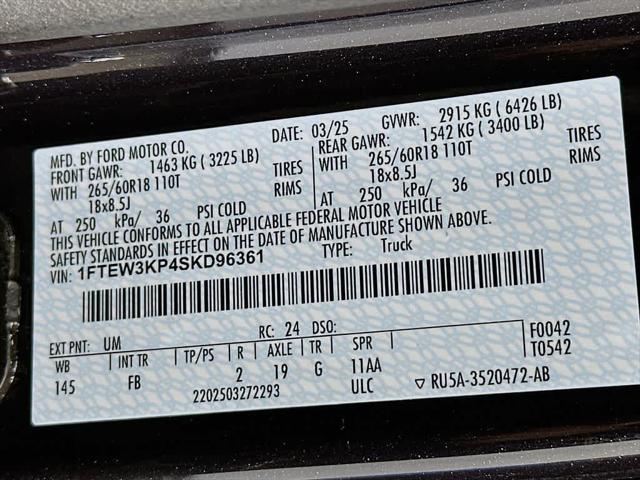 MFD. BY FORD MOTOR CO. DATE: 03/25 GVWR: 2915 KG ( 6426 LB)
FRONT GAWR: 1463 KG ( 3225 LB) REAR GAWR: 1542 KG ( 3400 LB)
WITH 265/60R18 110T TIRES WITH 265/60R18 110T TIRES
18x8.5J RIMS 18x8.5J RIMS
AT 250 kPa/ 36 PSI COLD AT 250 kPa/ 36 PSI COLD
THIS VEHICLE CONFORMS TO ALL APPLICABLE FEDERAL MOTOR VEHICLE
SAFETY STANDARDS IN EFFECT ON THE DATE OF MANUFACTURE SHOWN ABOVE.
VIN: 1FTEW3KP4SKD96361 TYPE: Truck
EXT PNT: UM RC: 24 DSO: F0042
WB INT TR TP/PS R AXLE TR SPR T0542
145 FB 2 19 G 11AA
2202503272293 ULC ▽ RU5A-3520472-AB